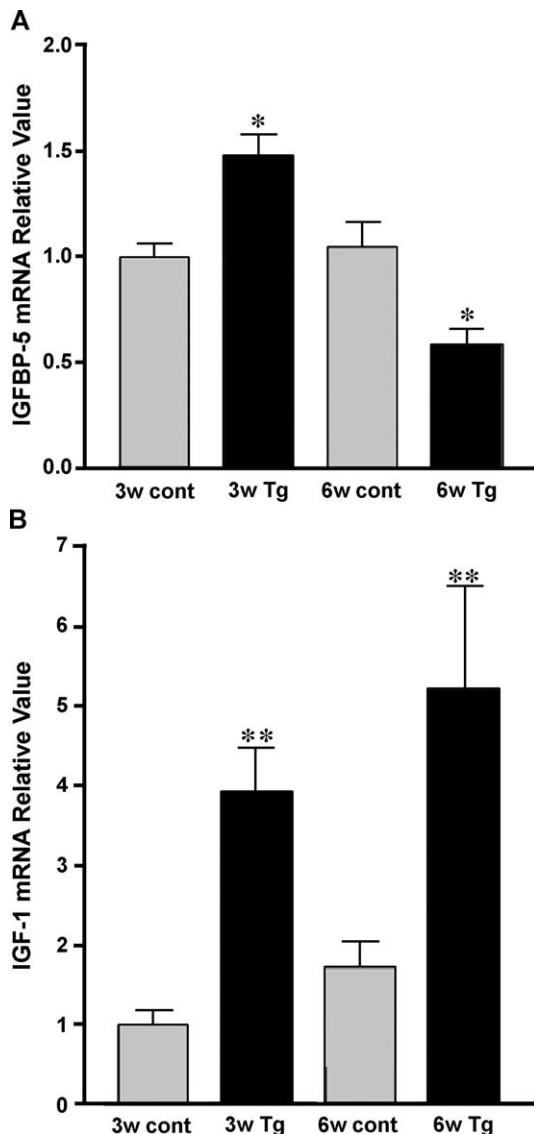 A
IGFBP-5 mRNA Relative Value
2.0
1.5
1.0
0.5
0.0
*
*
3w cont 3w Tg 6w cont 6w Tg
B
IGF-1 mRNA Relative Value
7
6
5
4
3
2
1
0
**
**
3w cont 3w Tg 6w cont 6w Tg